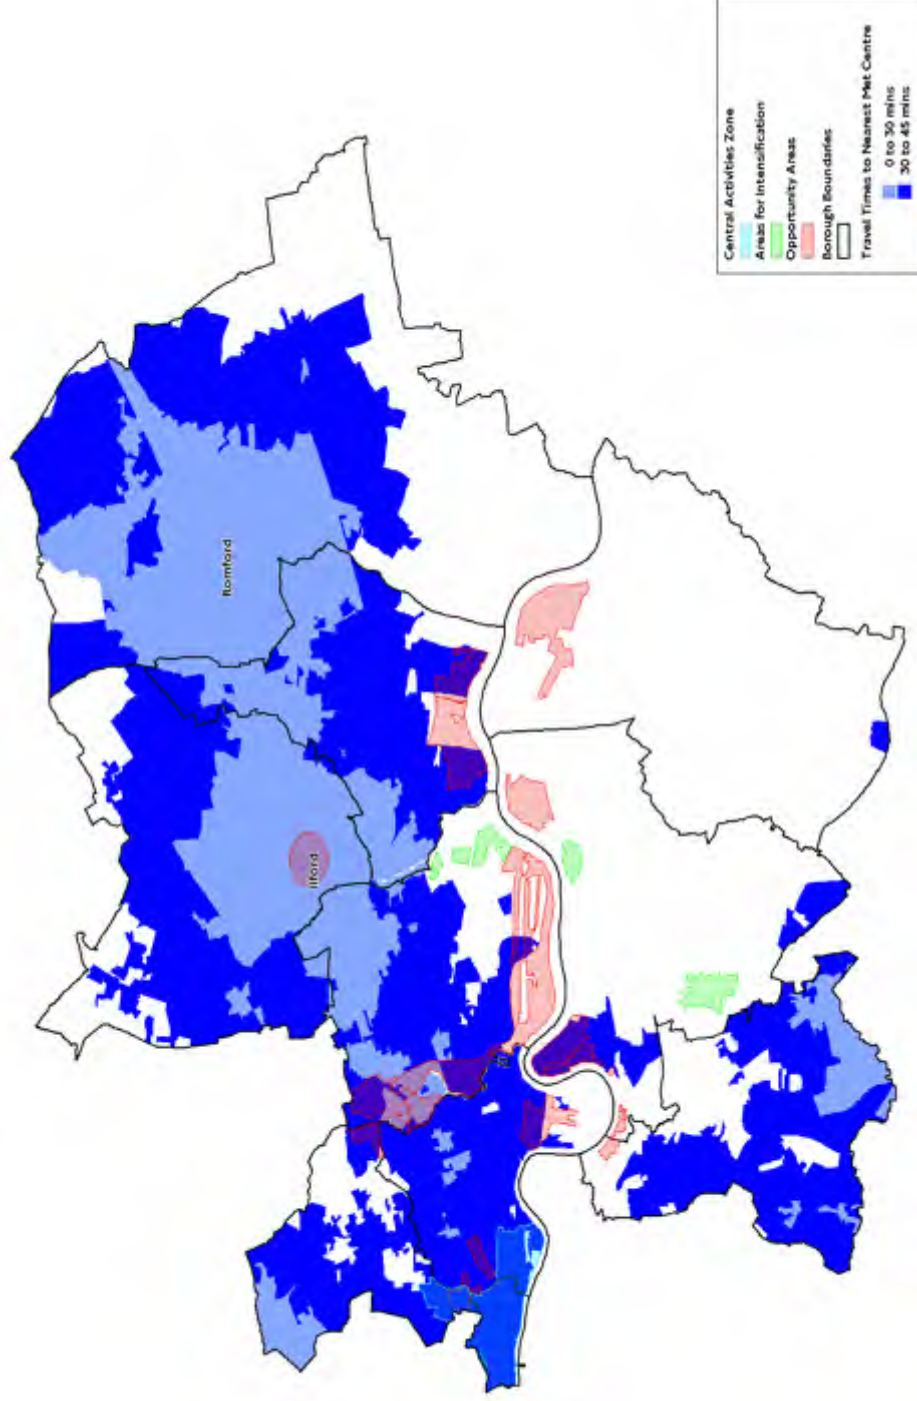 Romford
Ilford
Central Activities Zone
Areas for Intensification
Opportunity Areas
Borough Boundaries
Travel Times to Nearest Met Centre
0 to 30 mins
30 to 45 mins